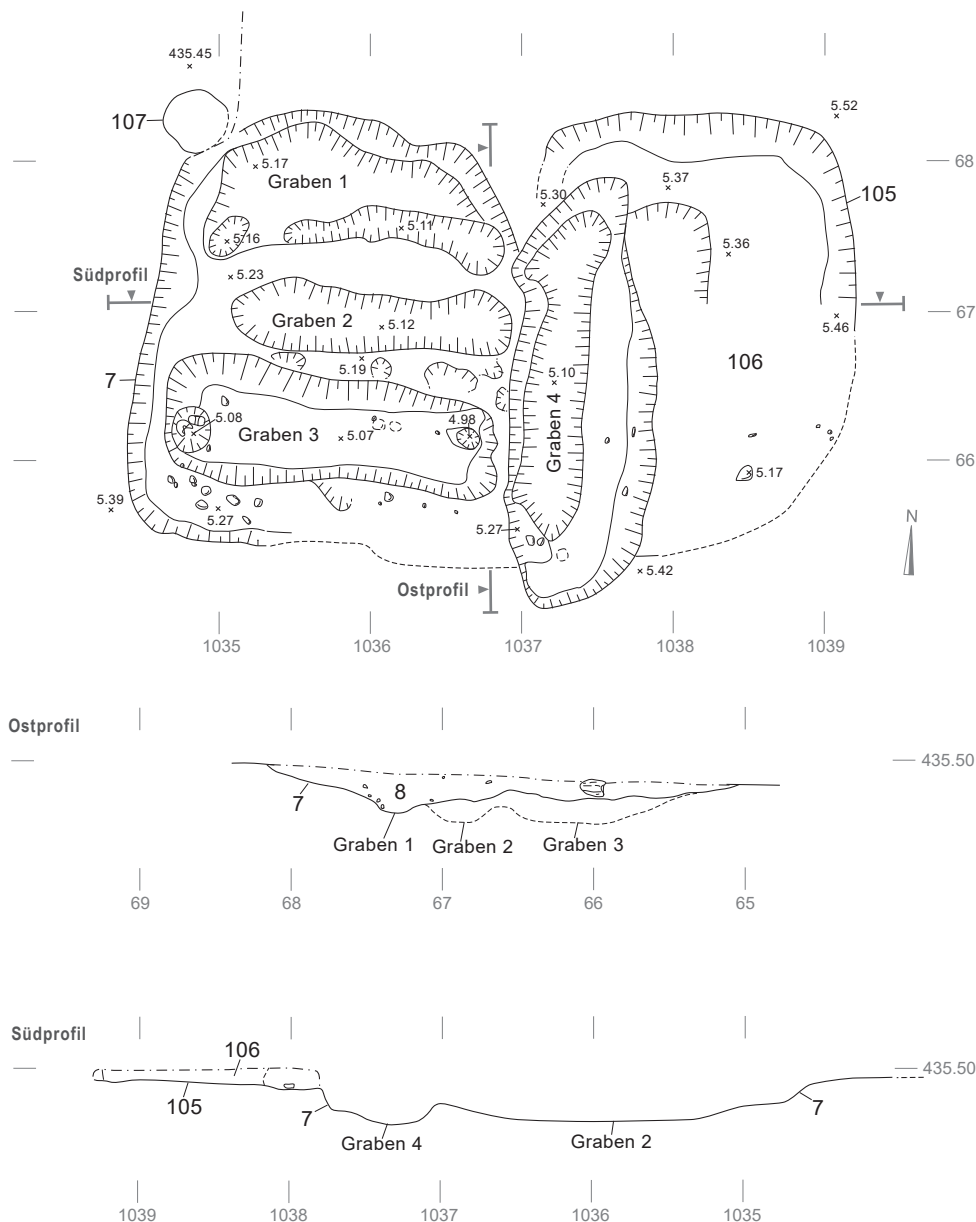 435.45
107
5.52
68
5.17
Graben 1
5.37
105
5.30
5.11
5.16
5.36
5.23
Südprofil
67
Graben 2
5.12
5.46
106
7
5.19
5.10
Graben 4
5.08
4.98
Graben 3
5.07
66
5.17
5.39
5.27
5.27
N
5.42
Ostprofil
1035 1036 1037 1038 1039
Ostprofil
435.50
7
8
Graben 1 Graben 2 Graben 3
69 68 67 66 65
Südprofil
106
435.50
105
7
7
Graben 4
Graben 2
1039 1038 1037 1036 1035